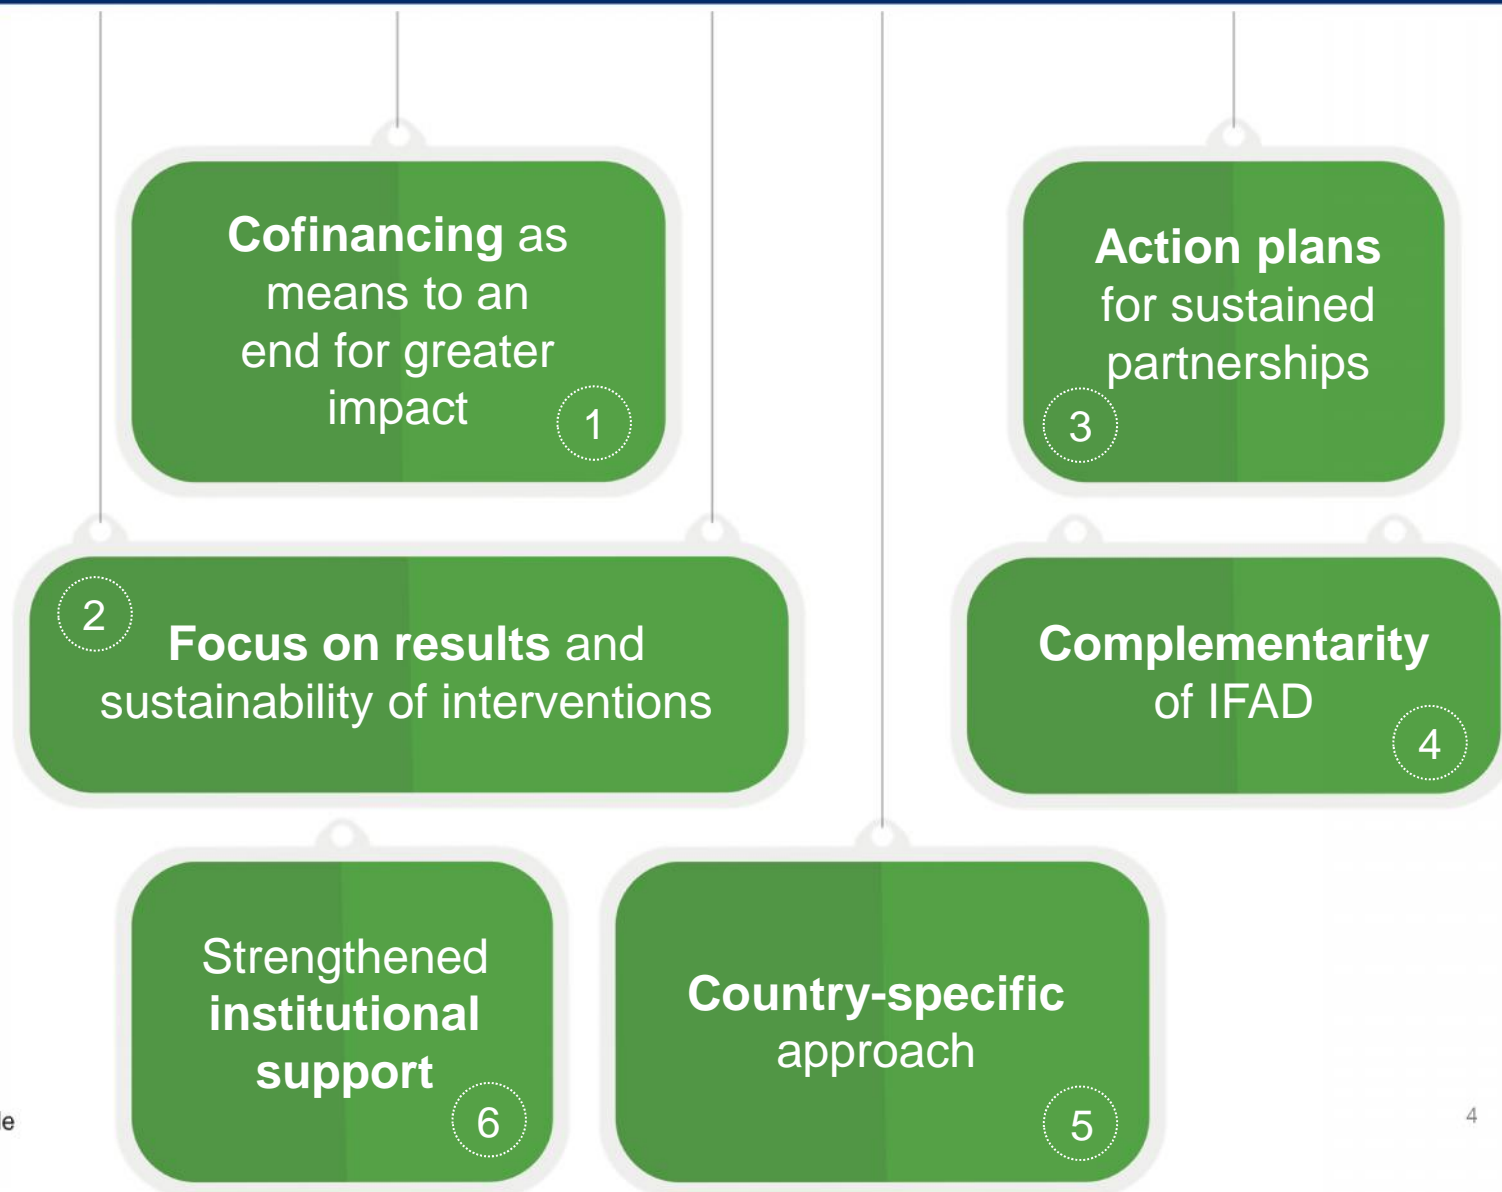 Cofinancing as
means to an
end for greater
impact
1
2
Focus on results and
sustainability of interventions
Action plans
for sustained
partnerships
3
Complementarity
of IFAD
4
Country-specific
approach
5
Strengthened
institutional
support
6
4